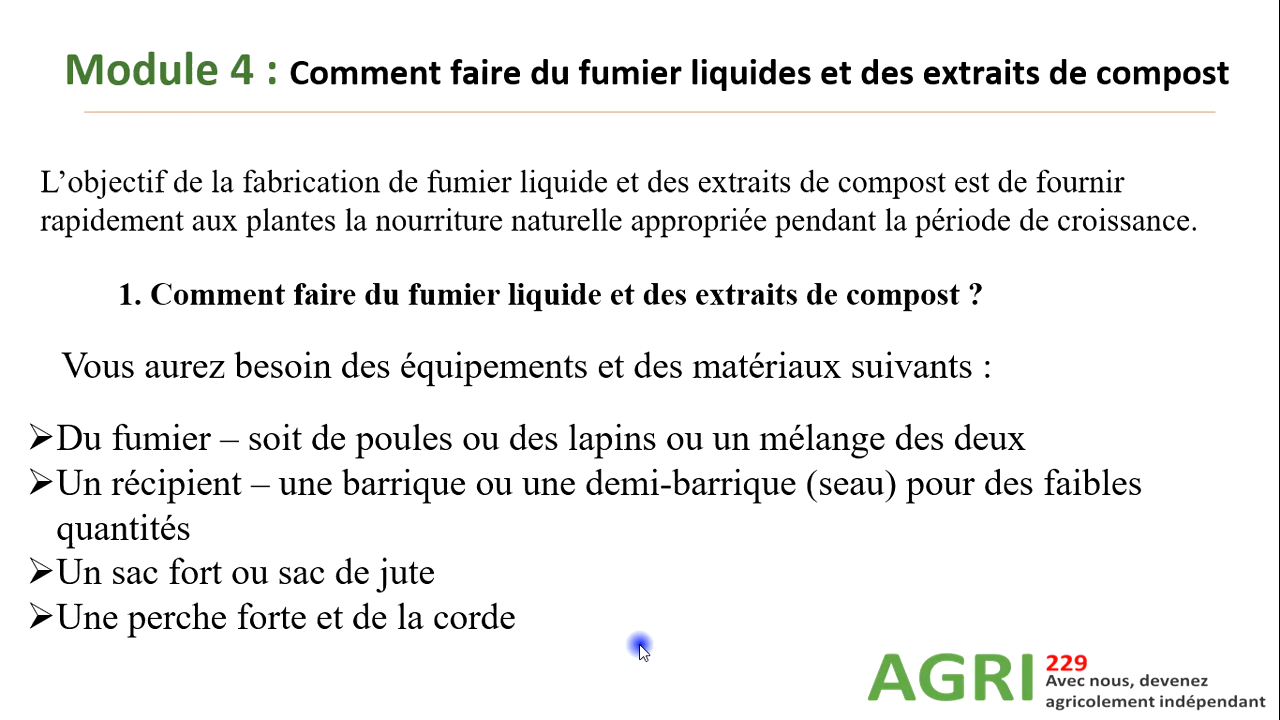 Module 4 : Comment faire du fumier liquides et des extraits de compost
L’objectif de la fabrication de fumier liquide et des extraits de compost est de fournir
rapidement aux plantes la nourriture naturelle appropriée pendant la période de croissance.
1. Comment faire du fumier liquide et des extraits de compost ?
Vous aurez besoin des équipements et des matériaux suivants :
➢Du fumier – soit de poules ou des lapins ou un mélange des deux
➢Un récipient – une barrique ou une demi-barrique (seau) pour des faibles
quantités
➢Un sac fort ou sac de jute
➢Une perche forte et de la corde
AGRI 229
Avec nous, devenez
agricolement indépendant